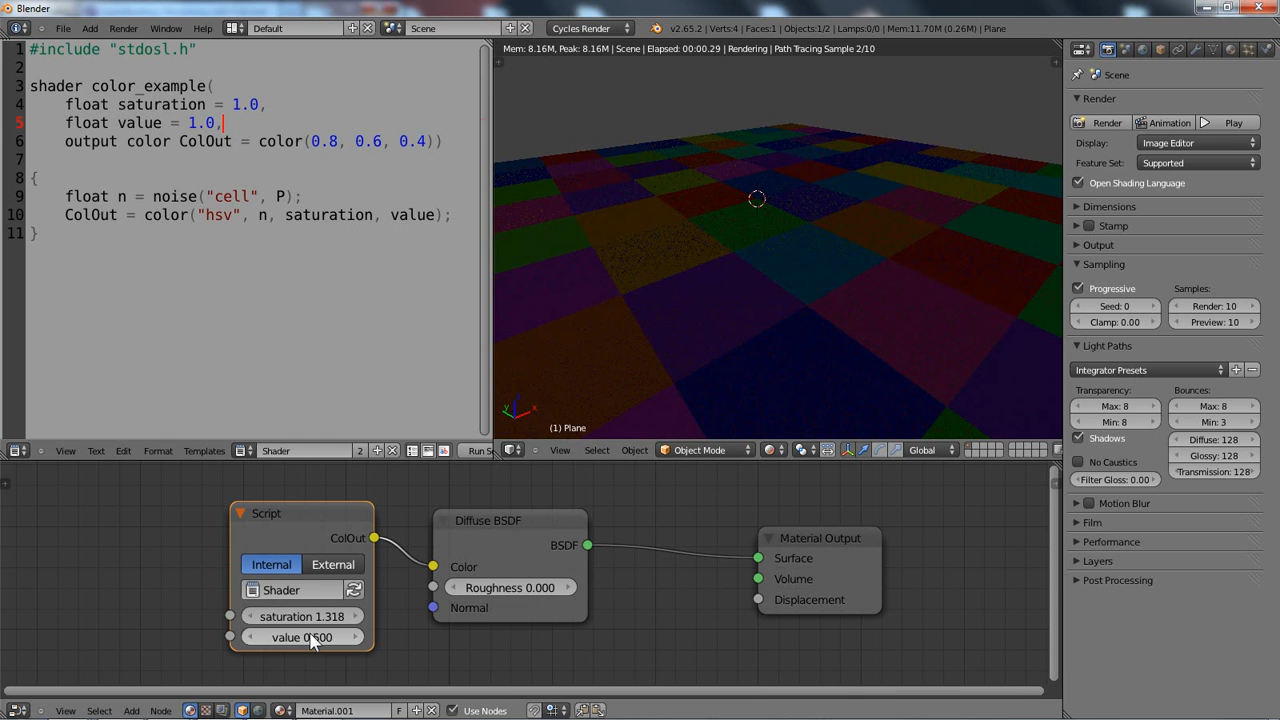 Blender
File Add Render Window Help Default Scene Cycles Render v2.65.2 | Verts:4 | Faces:1 | Objects:1/2 | Lamps:0/0 | Mem:11.70M (0.26M) | Plane
1 #include "stdosl.h"
2
3 shader color_example(
4 float saturation = 1.0,
5 float value = 1.0,
6 output color ColOut = color(0.8, 0.6, 0.4))
7
8 {
9 float n = noise("cell", P);
10 ColOut = color("hsv", n, saturation, value);
11 }
View Text Edit Format Templates Shader 2
Mem: 8.16M, Peak: 8.16M | Scene | Elapsed: 00:00.29 | Rendering | Path Tracing Sample 2/10
y x
(1) Plane
View Select Object Object Mode Global
Scene
Render
Render Animation Play
Display: Image Editor
Feature Set: Supported
Open Shading Language
Dimensions
Stamp
Output
Sampling
Progressive Samples:
Seed: 0 Render: 10
Clamp: 0.00 Preview: 10
Light Paths
Integrator Presets
Transparency: Bounces:
Max: 8 Max: 8
Min: 8 Min: 3
Shadows Diffuse: 128
No Caustics Glossy: 128
Filter Gloss: 0.00 Transmission: 128
Motion Blur
Film
Performance
Layers
Post Processing
Script
ColOut
Internal External
Shader
saturation 1.318
value
Diffuse BSDF
BSDF
Color
Roughness 0.000
Normal
Material Output
Surface
Volume
Displacement
View Select Add Node Material.001 F Use Nodes